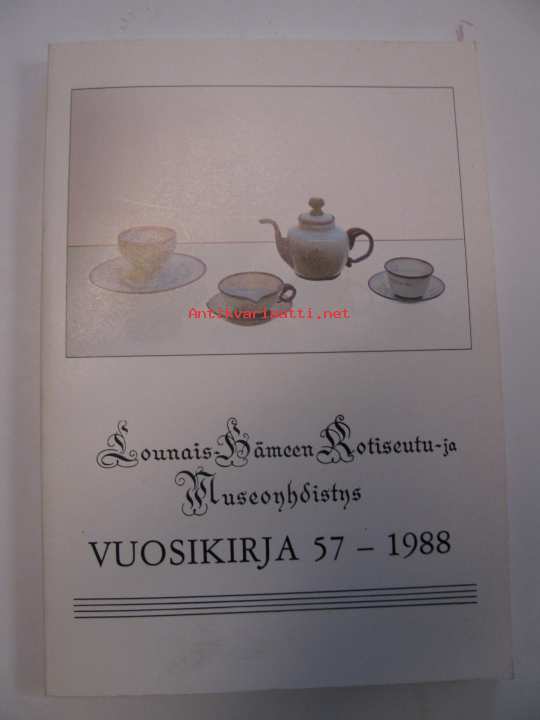 Antikvariaatti.net
Lounais-Hämeen Kotiseutu-ja
Museoyhdistys
VUOSIKIRJA 57 – 1988